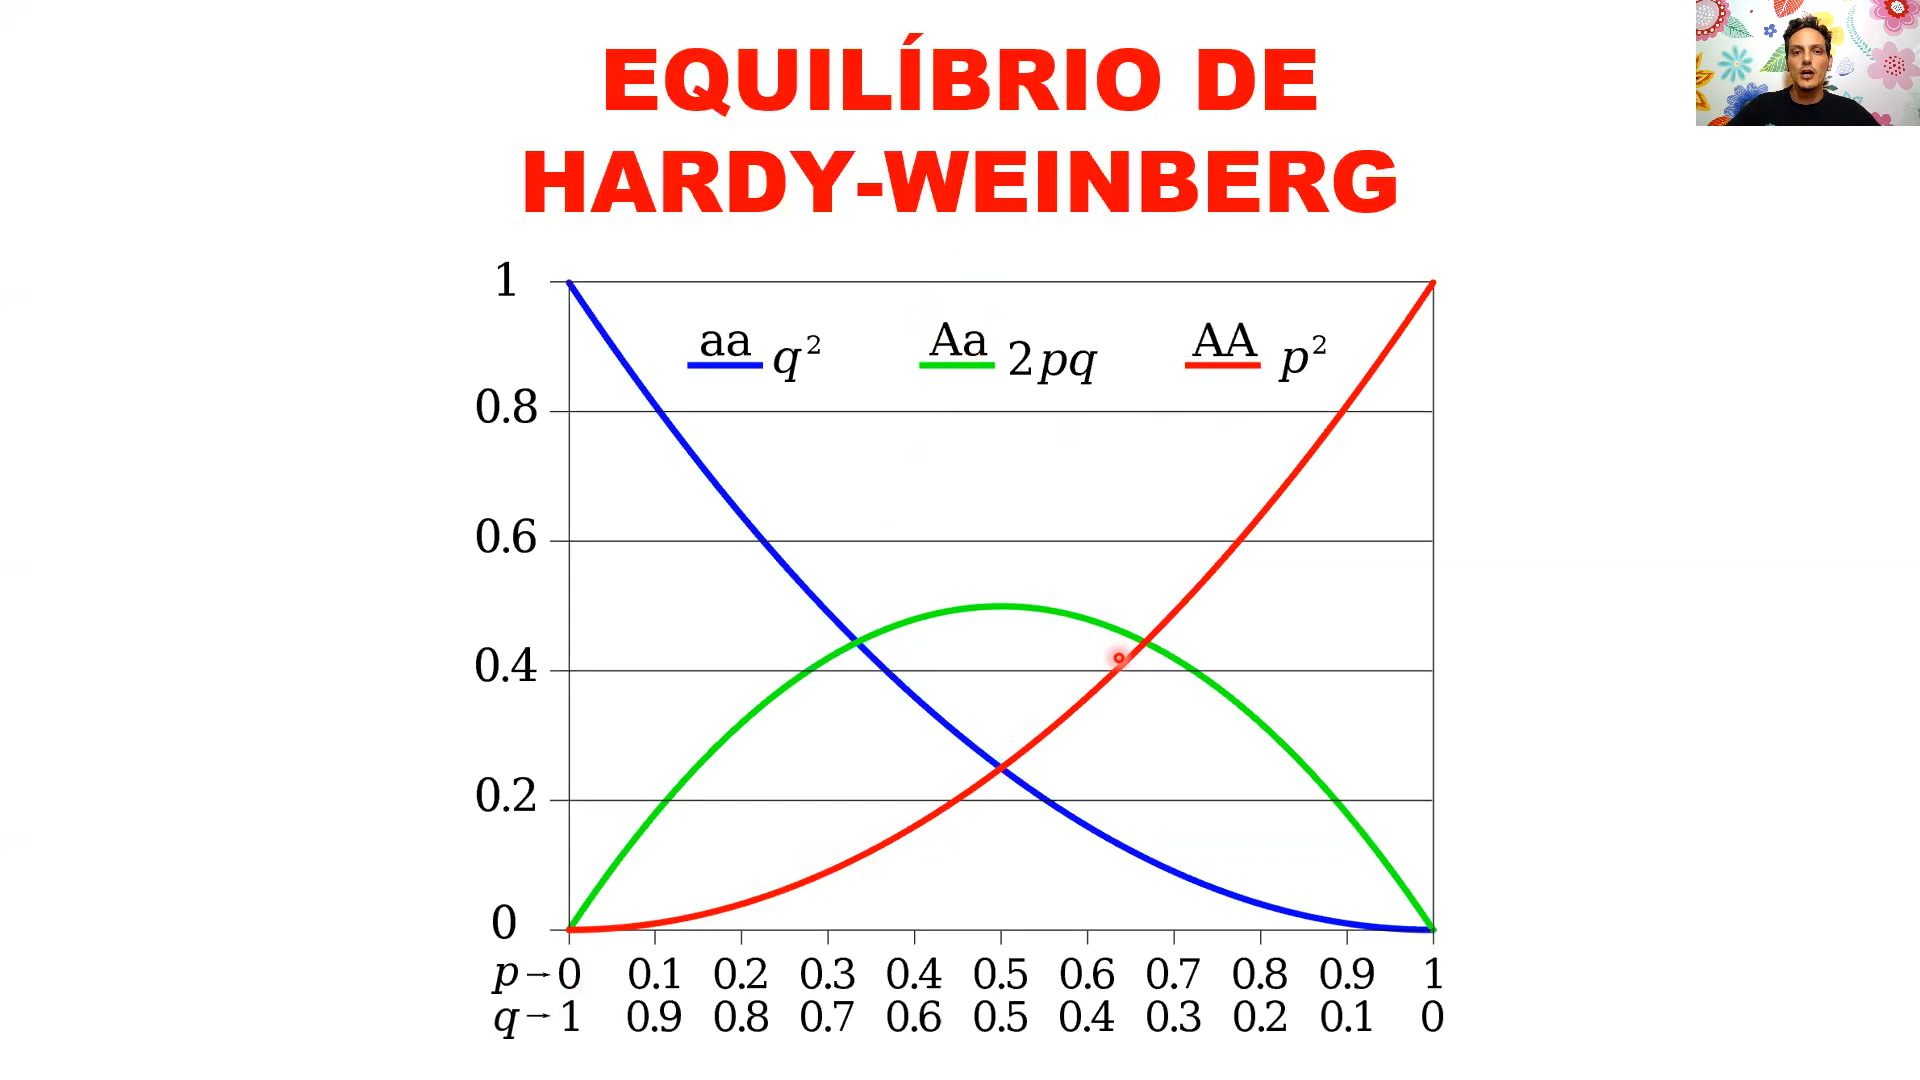 EQUILÍBRIO DE
HARDY-WEINBERG
1
aa q² Aa 2pq AA p²
0.8
0.6
0.4
0.2
0
p→0 0.1 0.2 0.3 0.4 0.5 0.6 0.7 0.8 0.9 1
q→1 0.9 0.8 0.7 0.6 0.5 0.4 0.3 0.2 0.1 0